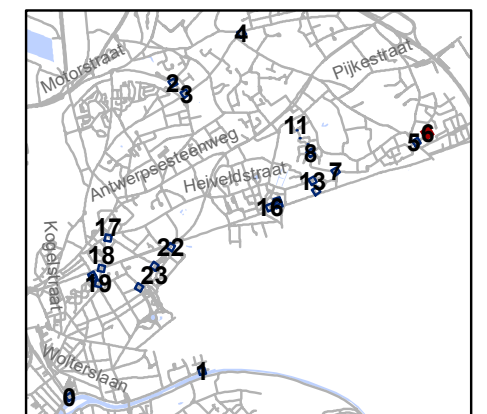 4
Motorstraat
Pijkestraat
2
3
11
6
5
Antwerpsesteenweg
8
7
Heiveldstraat
13
16
17
Kogelstraat
22
18
23
19
Wolterslaan
1
0